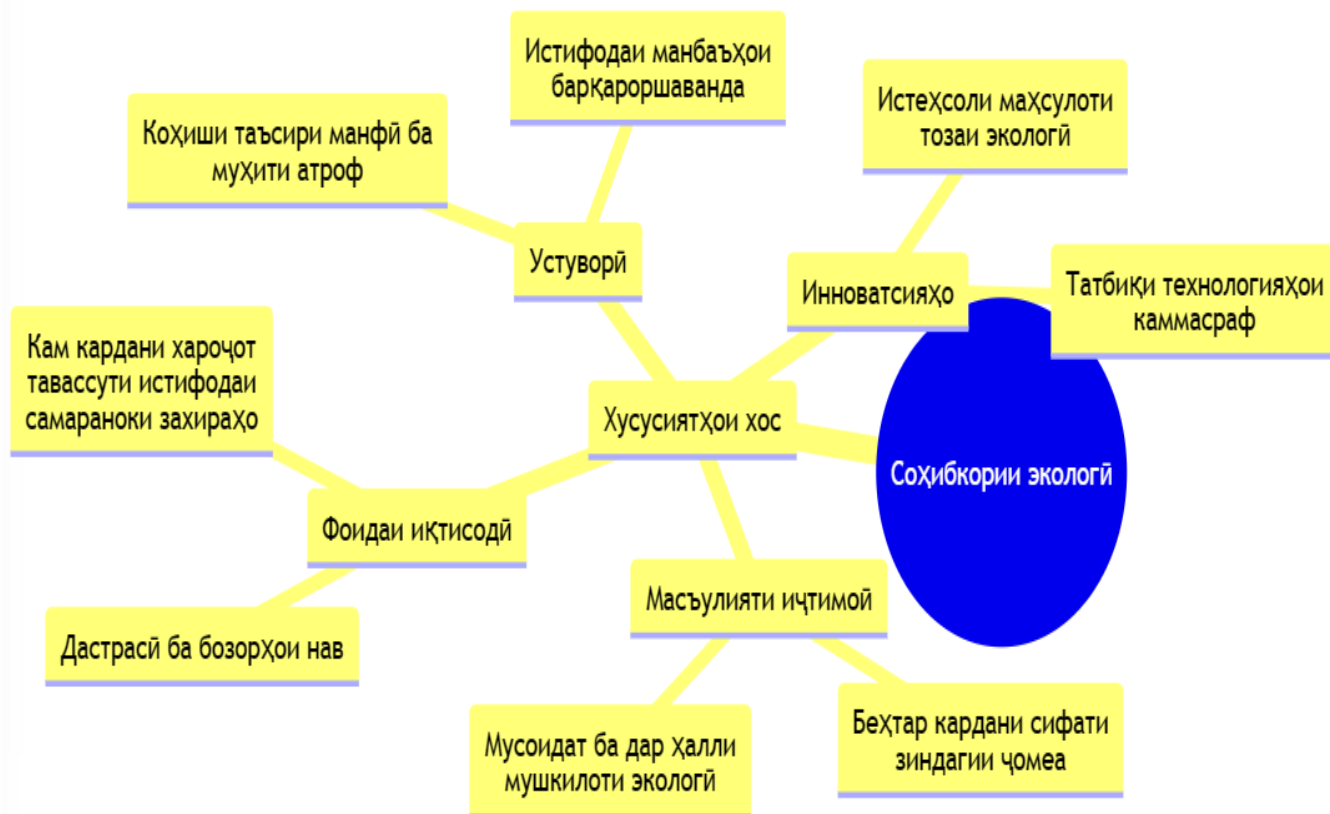 Истифодаи манбаъҳои
барқароршаванда
Истеҳсоли маҳсулоти
тозаи экологӣ
Коҳиши таъсири манфӣ ба
муҳити атроф
Устуворӣ
Инноватсияҳо
Татбиқи технологияҳои
каммасраф
Кам кардани хароҷот
тавассути истифодаи
самараноки захираҳо
Хусусиятҳои хос
Соҳибкории экологӣ
Фоидаи иқтисодӣ
Масъулияти иҷтимоӣ
Дастрасӣ ба бозорҳои нав
Мусоидат ба дар ҳалли
мушкилоти экологӣ
Беҳтар кардани сифати
зиндагии ҷомеа